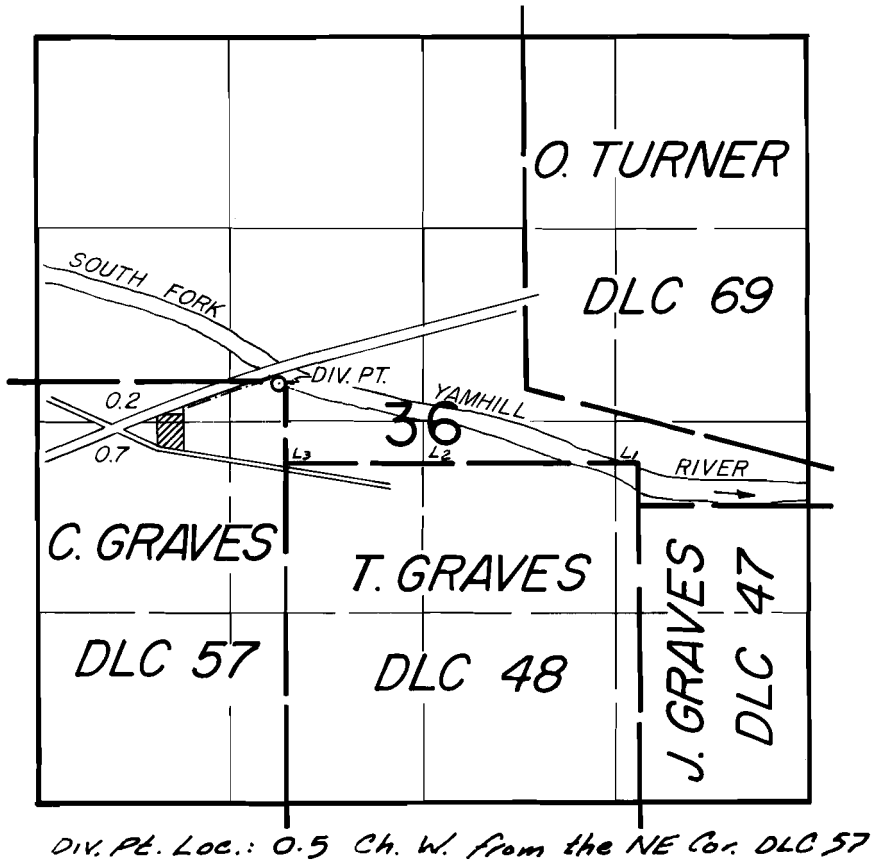 O. TURNER
DLC 69
SOUTH FORK
DIV. PT.
YAMHILL
0.2
36
0.7
L3
L2
L1
RIVER
C. GRAVES
T. GRAVES
J. GRAVES
DLC 47
DLC 57
DLC 48
DIV. Pt. Loc.: 0.5 Ch. W. from the NE Cor. DLC 57